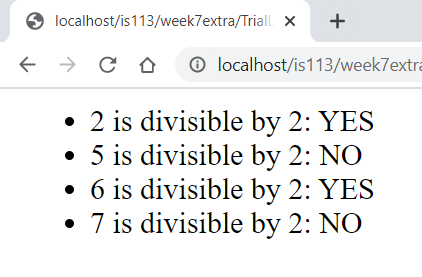 localhost/is113/week7extra/Trial
localhost/is113/week7extra
• 2 is divisible by 2: YES
• 5 is divisible by 2: NO
• 6 is divisible by 2: YES
• 7 is divisible by 2: NO